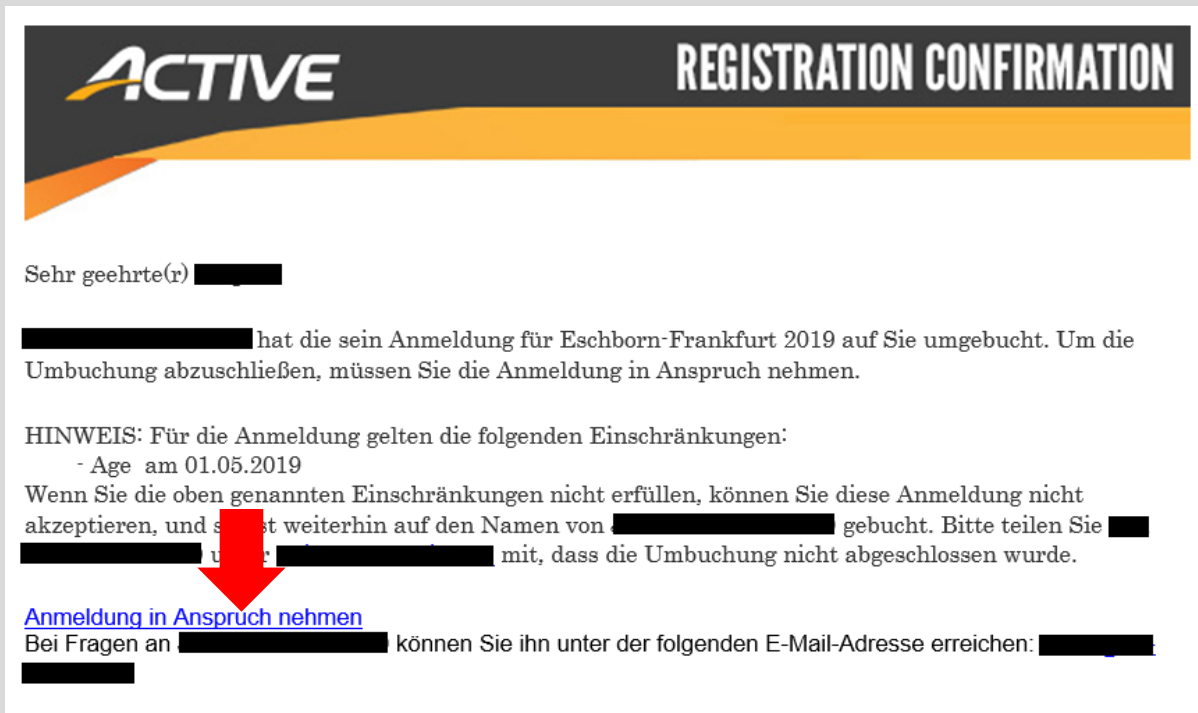 ACTIVE
REGISTRATION CONFIRMATION
Sehr geehrte(r)
hat die sein Anmeldung für Eschborn-Frankfurt 2019 auf Sie umgebucht. Um die
Umbuchung abzuschließen, müssen Sie die Anmeldung in Anspruch nehmen.
HINWEIS: Für die Anmeldung gelten die folgenden Einschränkungen:
- Age am 01.05.2019
Wenn Sie die oben genannten Einschränkungen nicht erfüllen, können Sie diese Anmeldung nicht
akzeptieren, und weiterhin auf den Namen von gebucht. Bitte teilen Sie
mit, dass die Umbuchung nicht abgeschlossen wurde.
Anmeldung in Anspruch nehmen
Bei Fragen an können Sie ihn unter der folgenden E-Mail-Adresse erreichen: